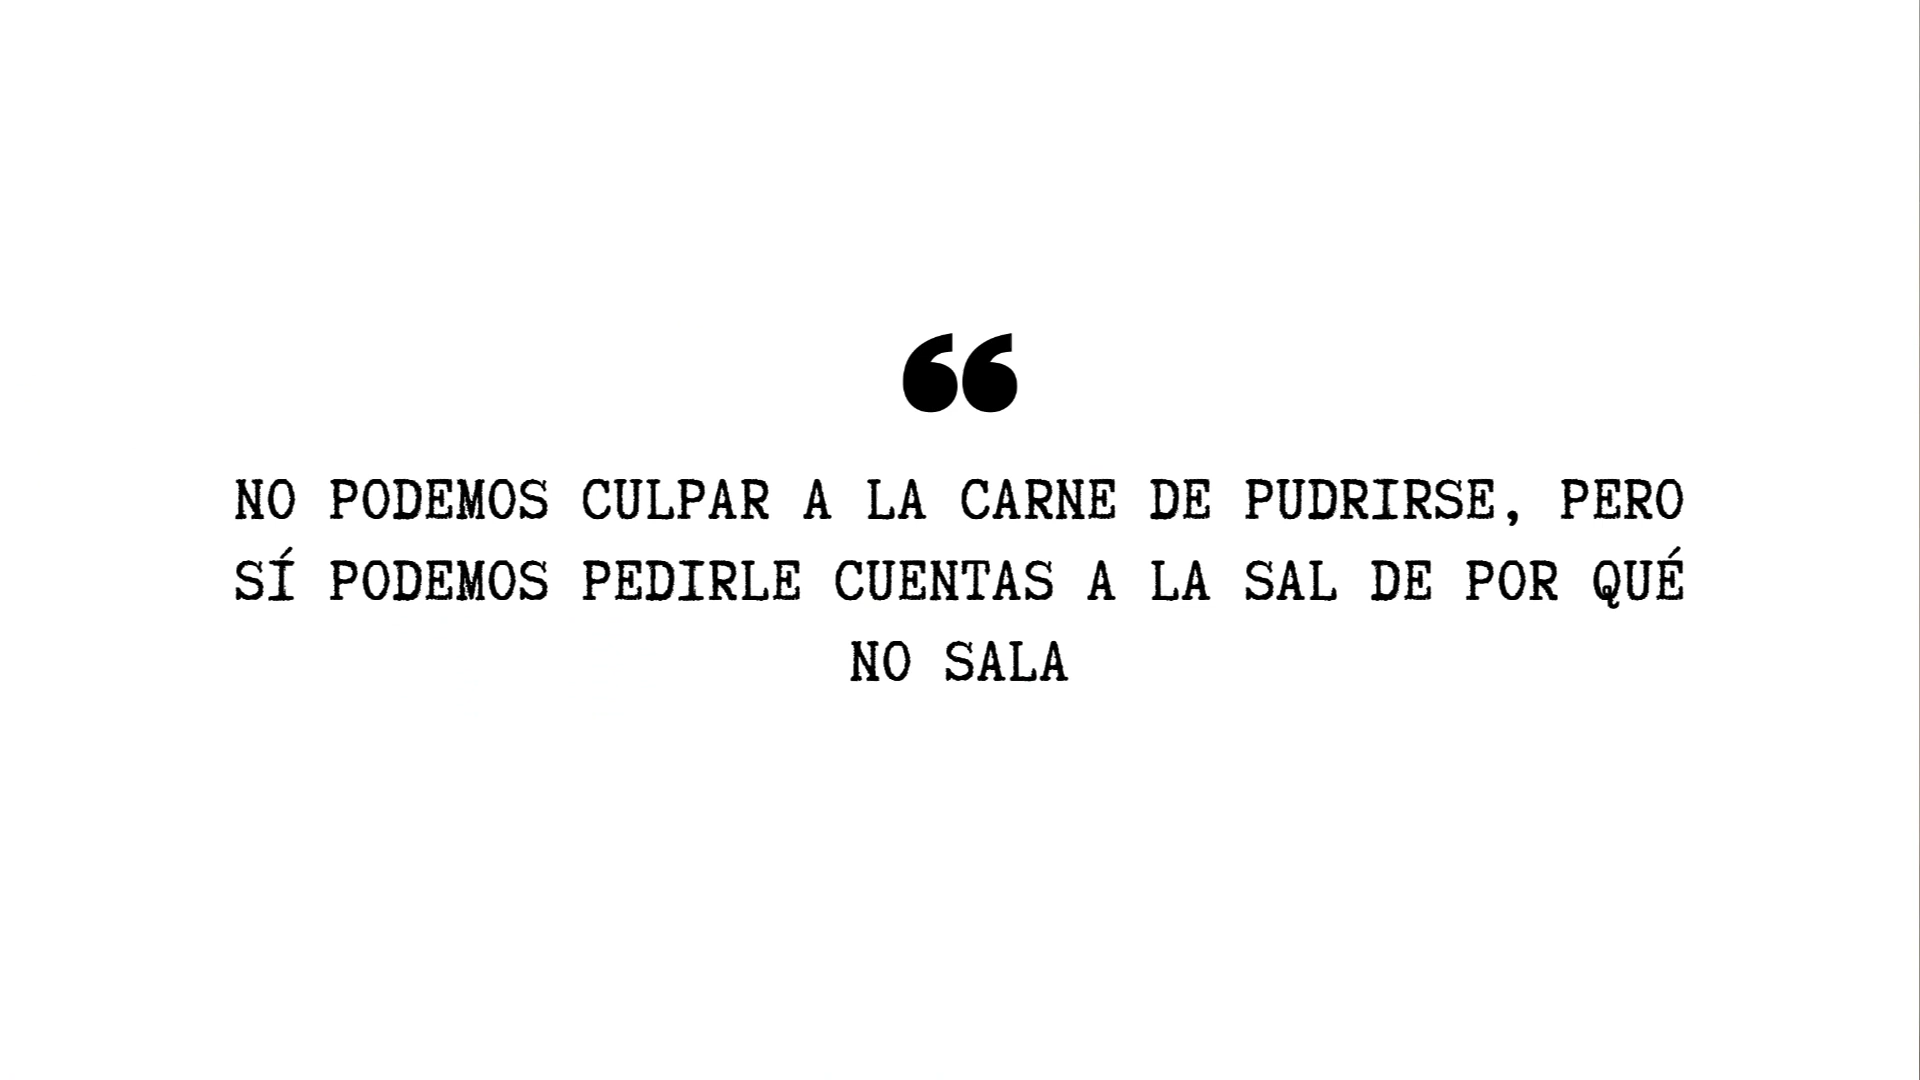 “
NO PODEMOS CULPAR A LA CARNE DE PUDRIRSE, PERO
SÍ PODEMOS PEDIRLE CUENTAS A LA SAL DE POR QUÉ
NO SALA